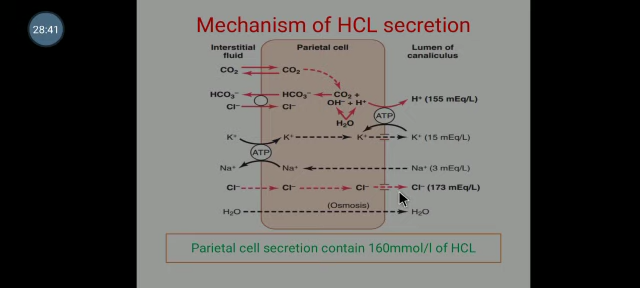 28:41
Mechanism of HCL secretion
Interstitial fluid Parietal cell Lumen of canaliculus
CO₂ CO₂
HCO₃⁻ HCO₃⁻ CO₂ +
Cl⁻ Cl⁻ OH⁻ + H⁺ H⁺ (155 mEq/L)
ATP
H₂O
K⁺ K⁺ K⁺ K⁺ (15 mEq/L)
ATP
Na⁺ Na⁺ Na⁺ (3 mEq/L)
Cl⁻ Cl⁻ Cl⁻ Cl⁻ (173 mEq/L)
(Osmosis)
H₂O H₂O
Parietal cell secretion contain 160mmol/l of HCL